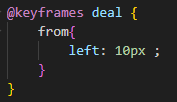 @keyframes deal {
    from{
        left: 10px ;
    }
}